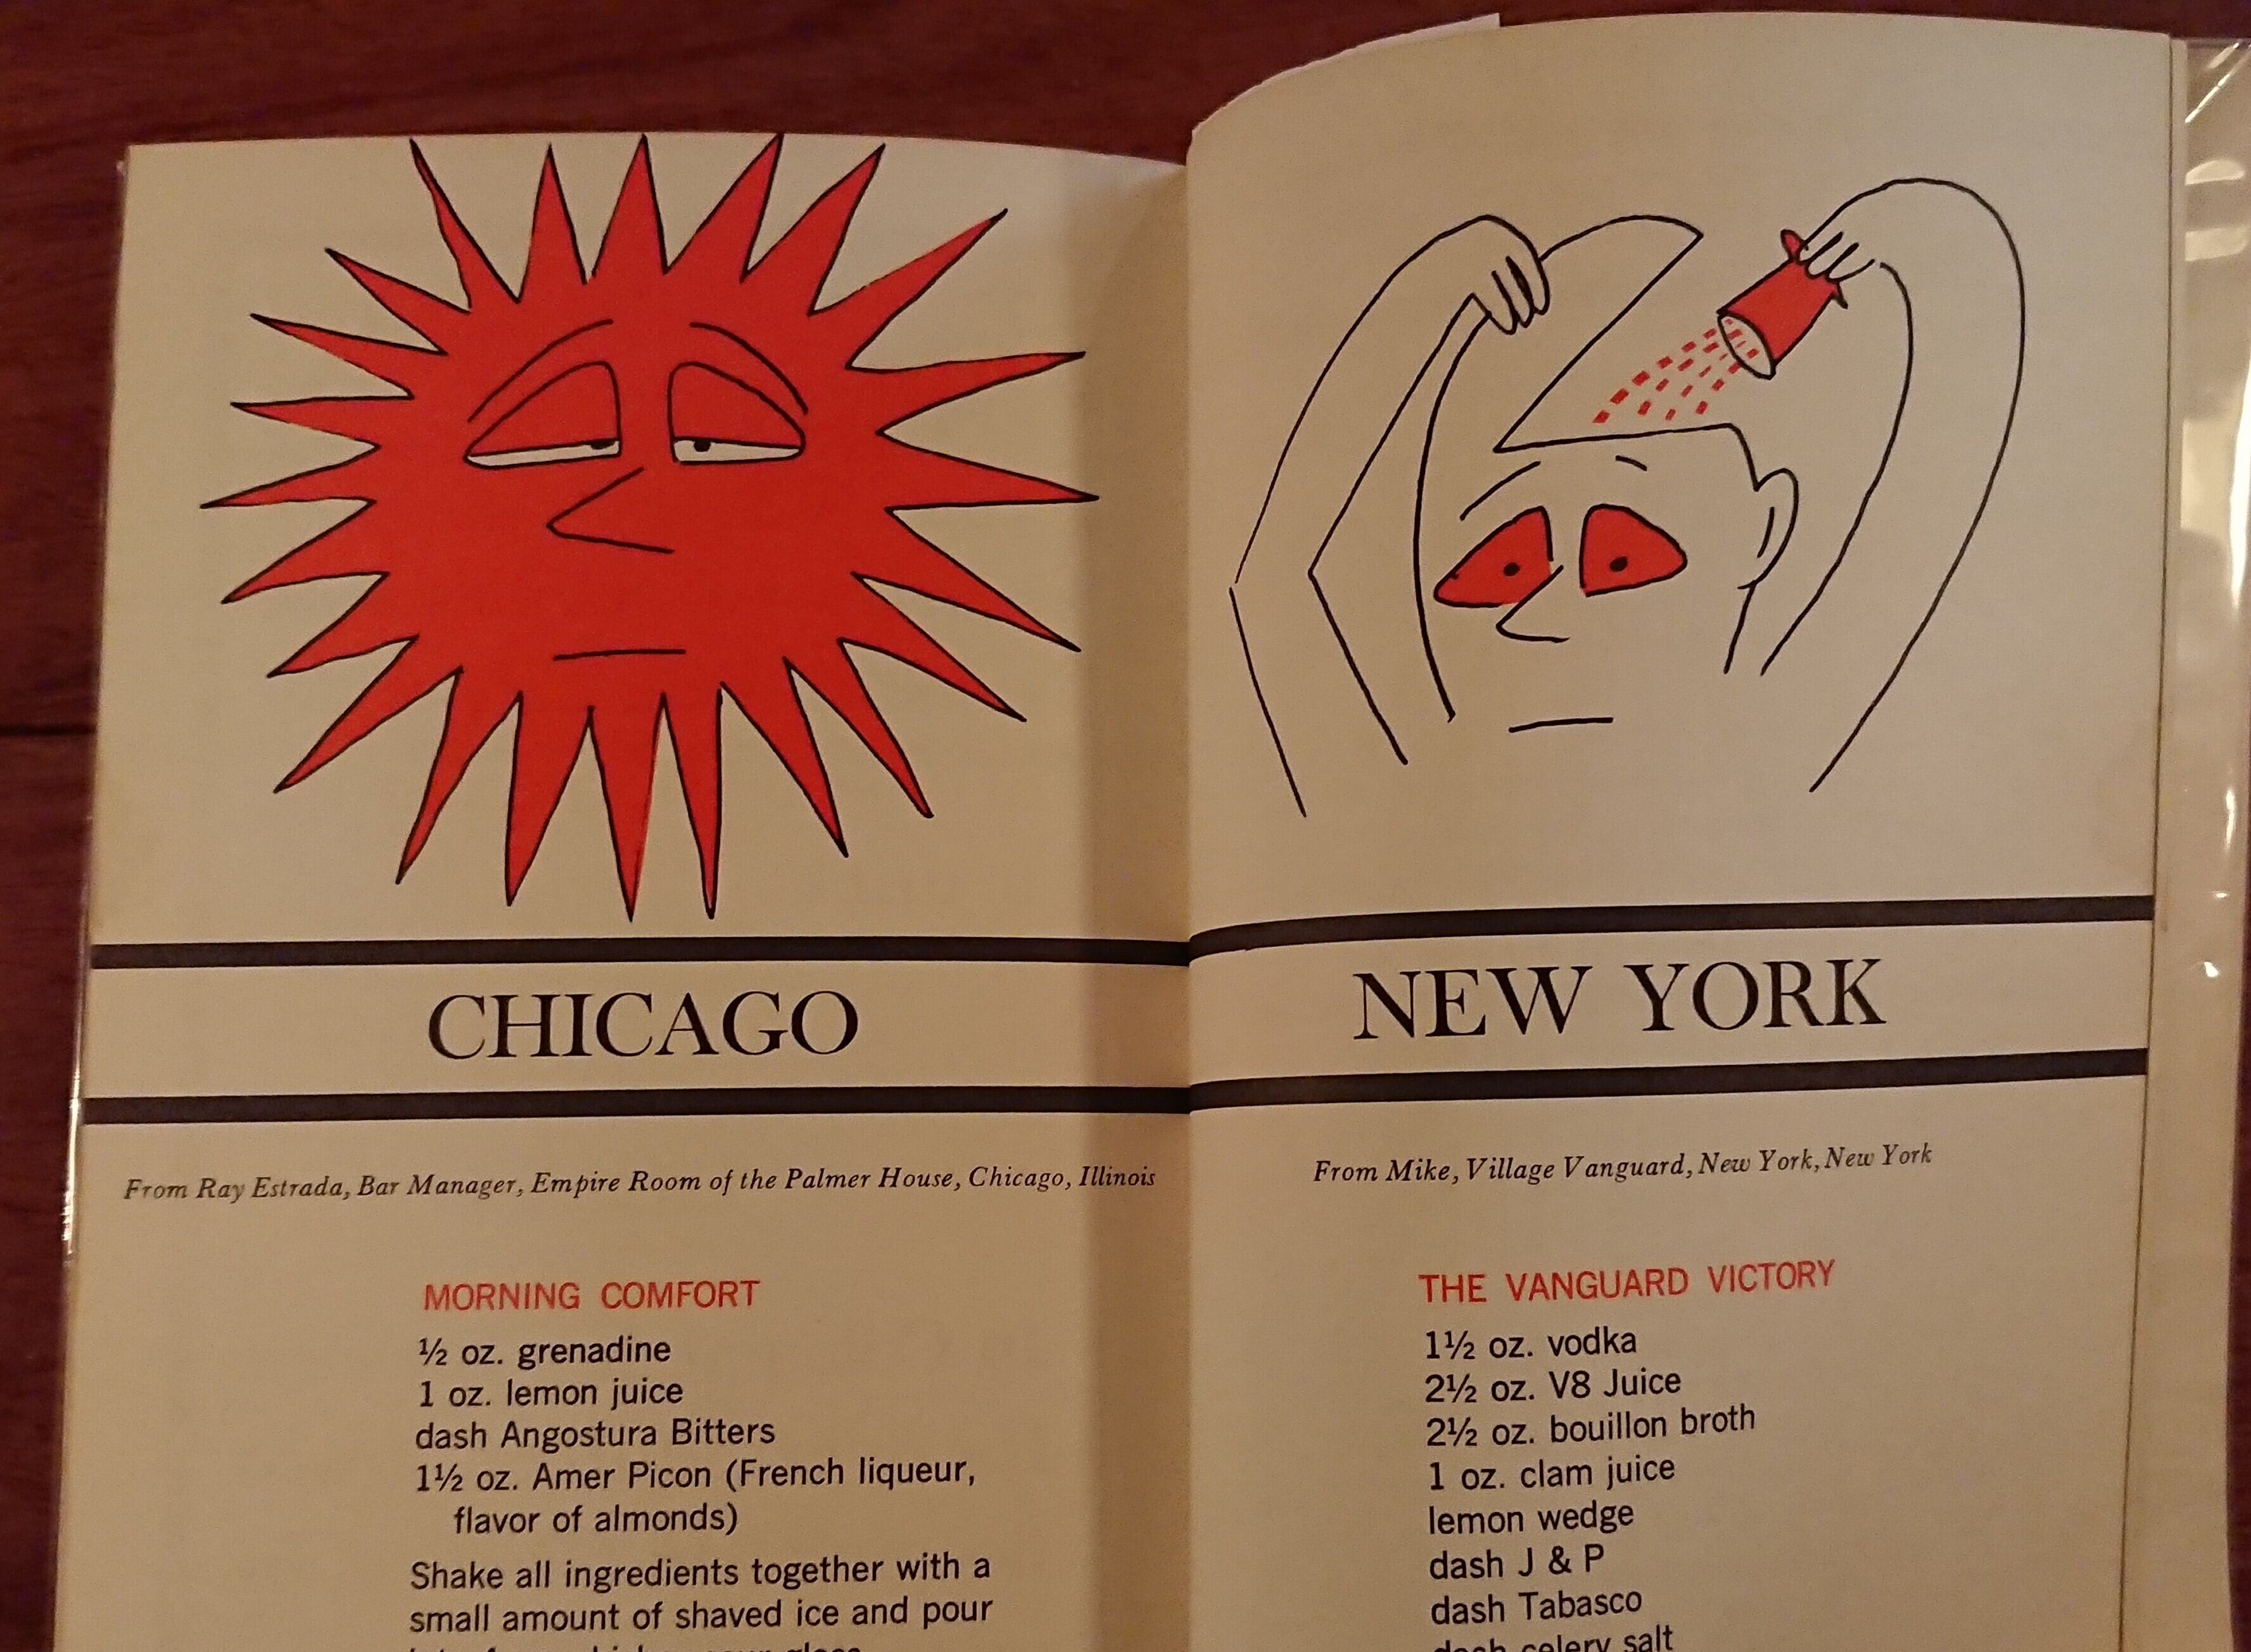 CHICAGO
From Ray Estrada, Bar Manager, Empire Room of the Palmer House, Chicago, Illinois
MORNING COMFORT
½ oz. grenadine
1 oz. lemon juice
dash Angostura Bitters
1½ oz. Amer Picon (French liqueur,
flavor of almonds)
Shake all ingredients together with a
small amount of shaved ice and pour
glass
NEW YORK
From Mike, Village Vanguard, New York, New York
THE VANGUARD VICTORY
1½ oz. vodka
2½ oz. V8 Juice
2½ oz. bouillon broth
1 oz. clam juice
lemon wedge
dash J & P
dash Tabasco
dash celery salt